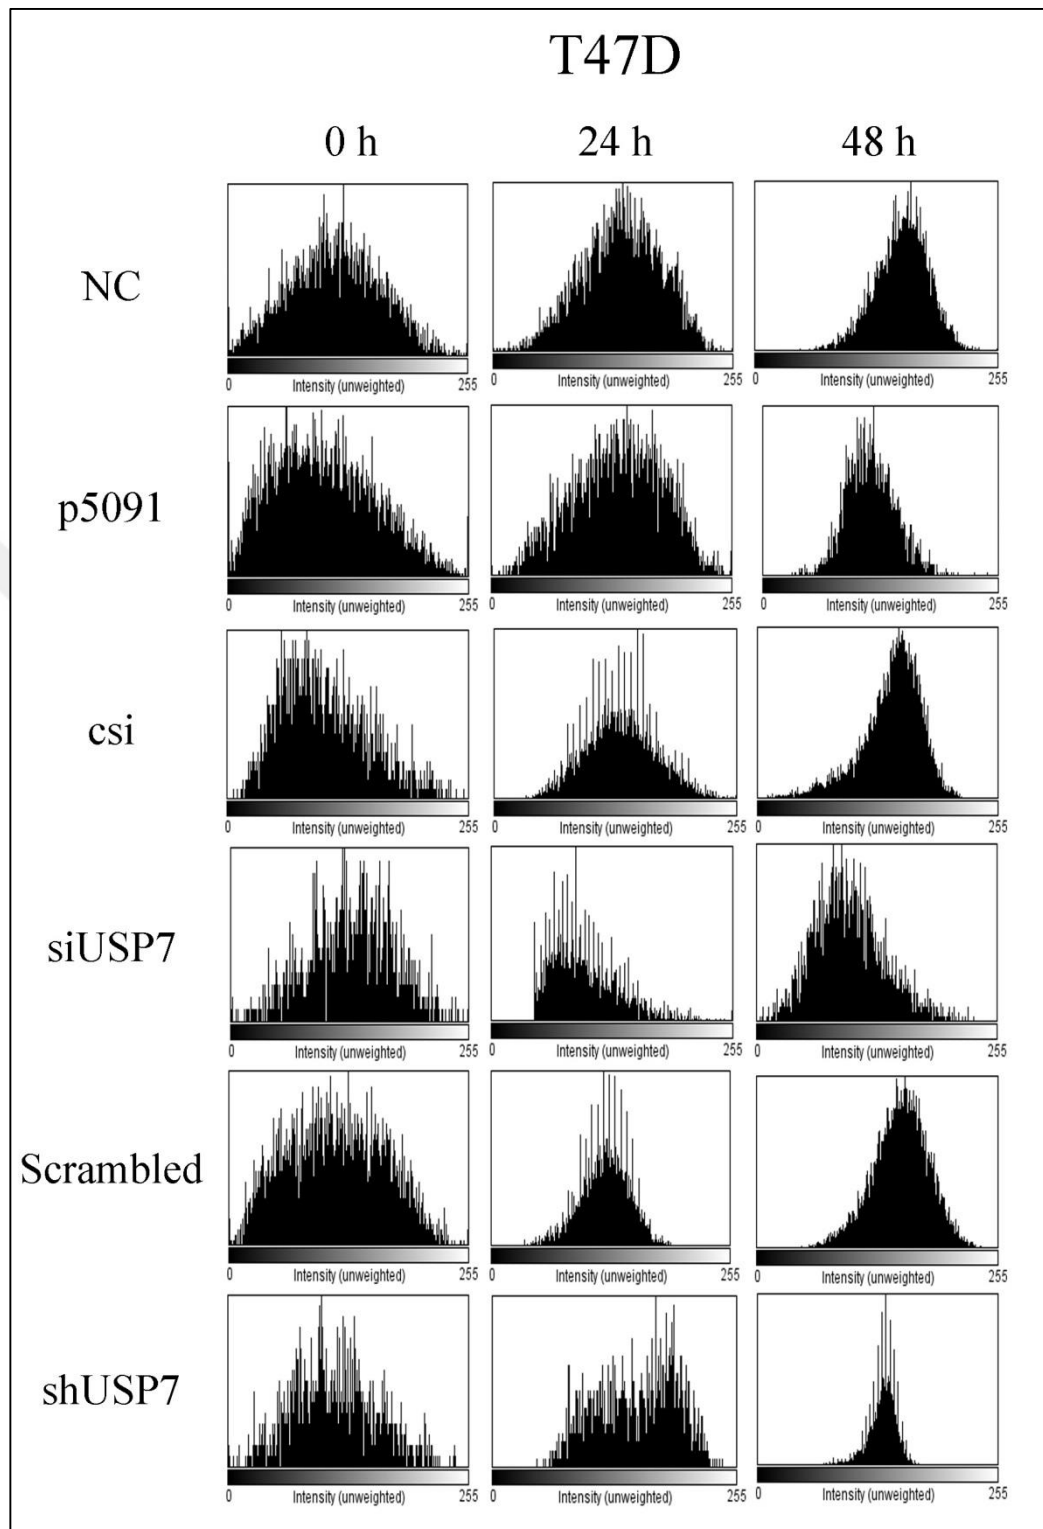 T47D
0 h 24 h 48 h
NC
0 Intensity (unweighted) 255 0 Intensity (unweighted) 255 0 Intensity (unweighted) 255
p5091
0 Intensity (unweighted) 255 0 Intensity (unweighted) 255 0 Intensity (unweighted) 255
csi
0 Intensity (unweighted) 255 0 Intensity (unweighted) 255 0 Intensity (unweighted) 255
siUSP7
0 Intensity (unweighted) 255 0 Intensity (unweighted) 255 0 Intensity (unweighted) 255
Scrambled
0 Intensity (unweighted) 255 0 Intensity (unweighted) 255 0 Intensity (unweighted) 255
shUSP7
0 Intensity (unweighted) 255 0 Intensity (unweighted) 255 0 Intensity (unweighted) 255